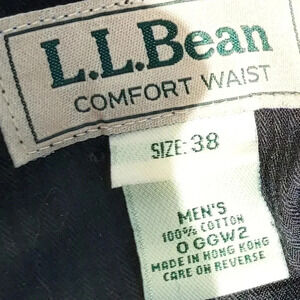 L.L.Bean
COMFORT WAIST
SIZE: 38
MEN'S
100% COTTON
0 GGW2
MADE IN HONG KONG
CARE ON REVERSE